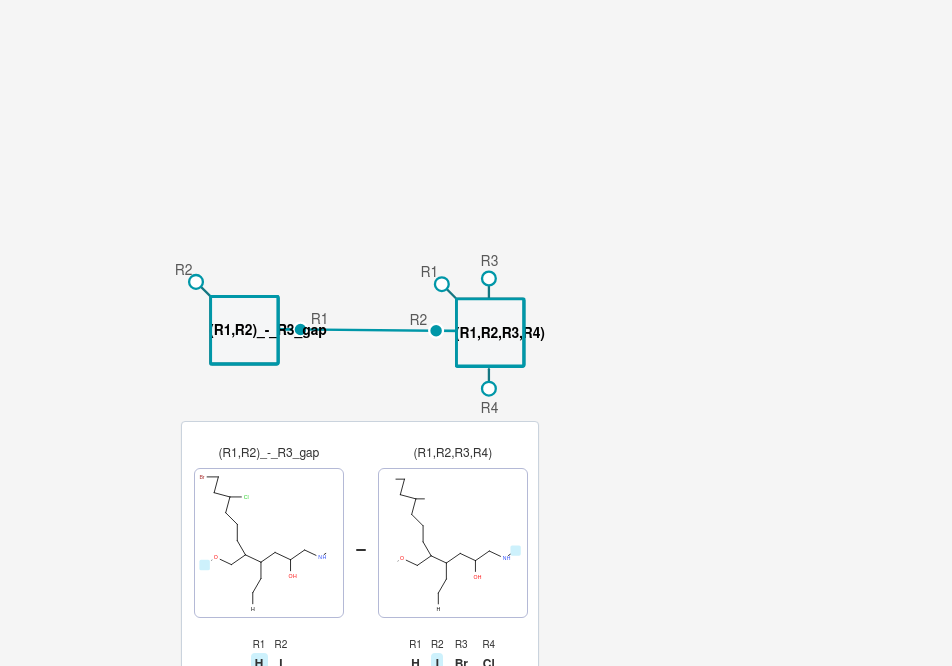 R3
R2
R1
R1
R2
(R1,R2)_-_R3_gap
(R1,R2,R3,R4)
R4
(R1,R2)_-_R3_gap
(R1,R2,R3,R4)
Br
Cl
O
NH
OH
H
–
O
NH
OH
H
R1 R2
R1 R2 R3 R4
H
H Br Cl